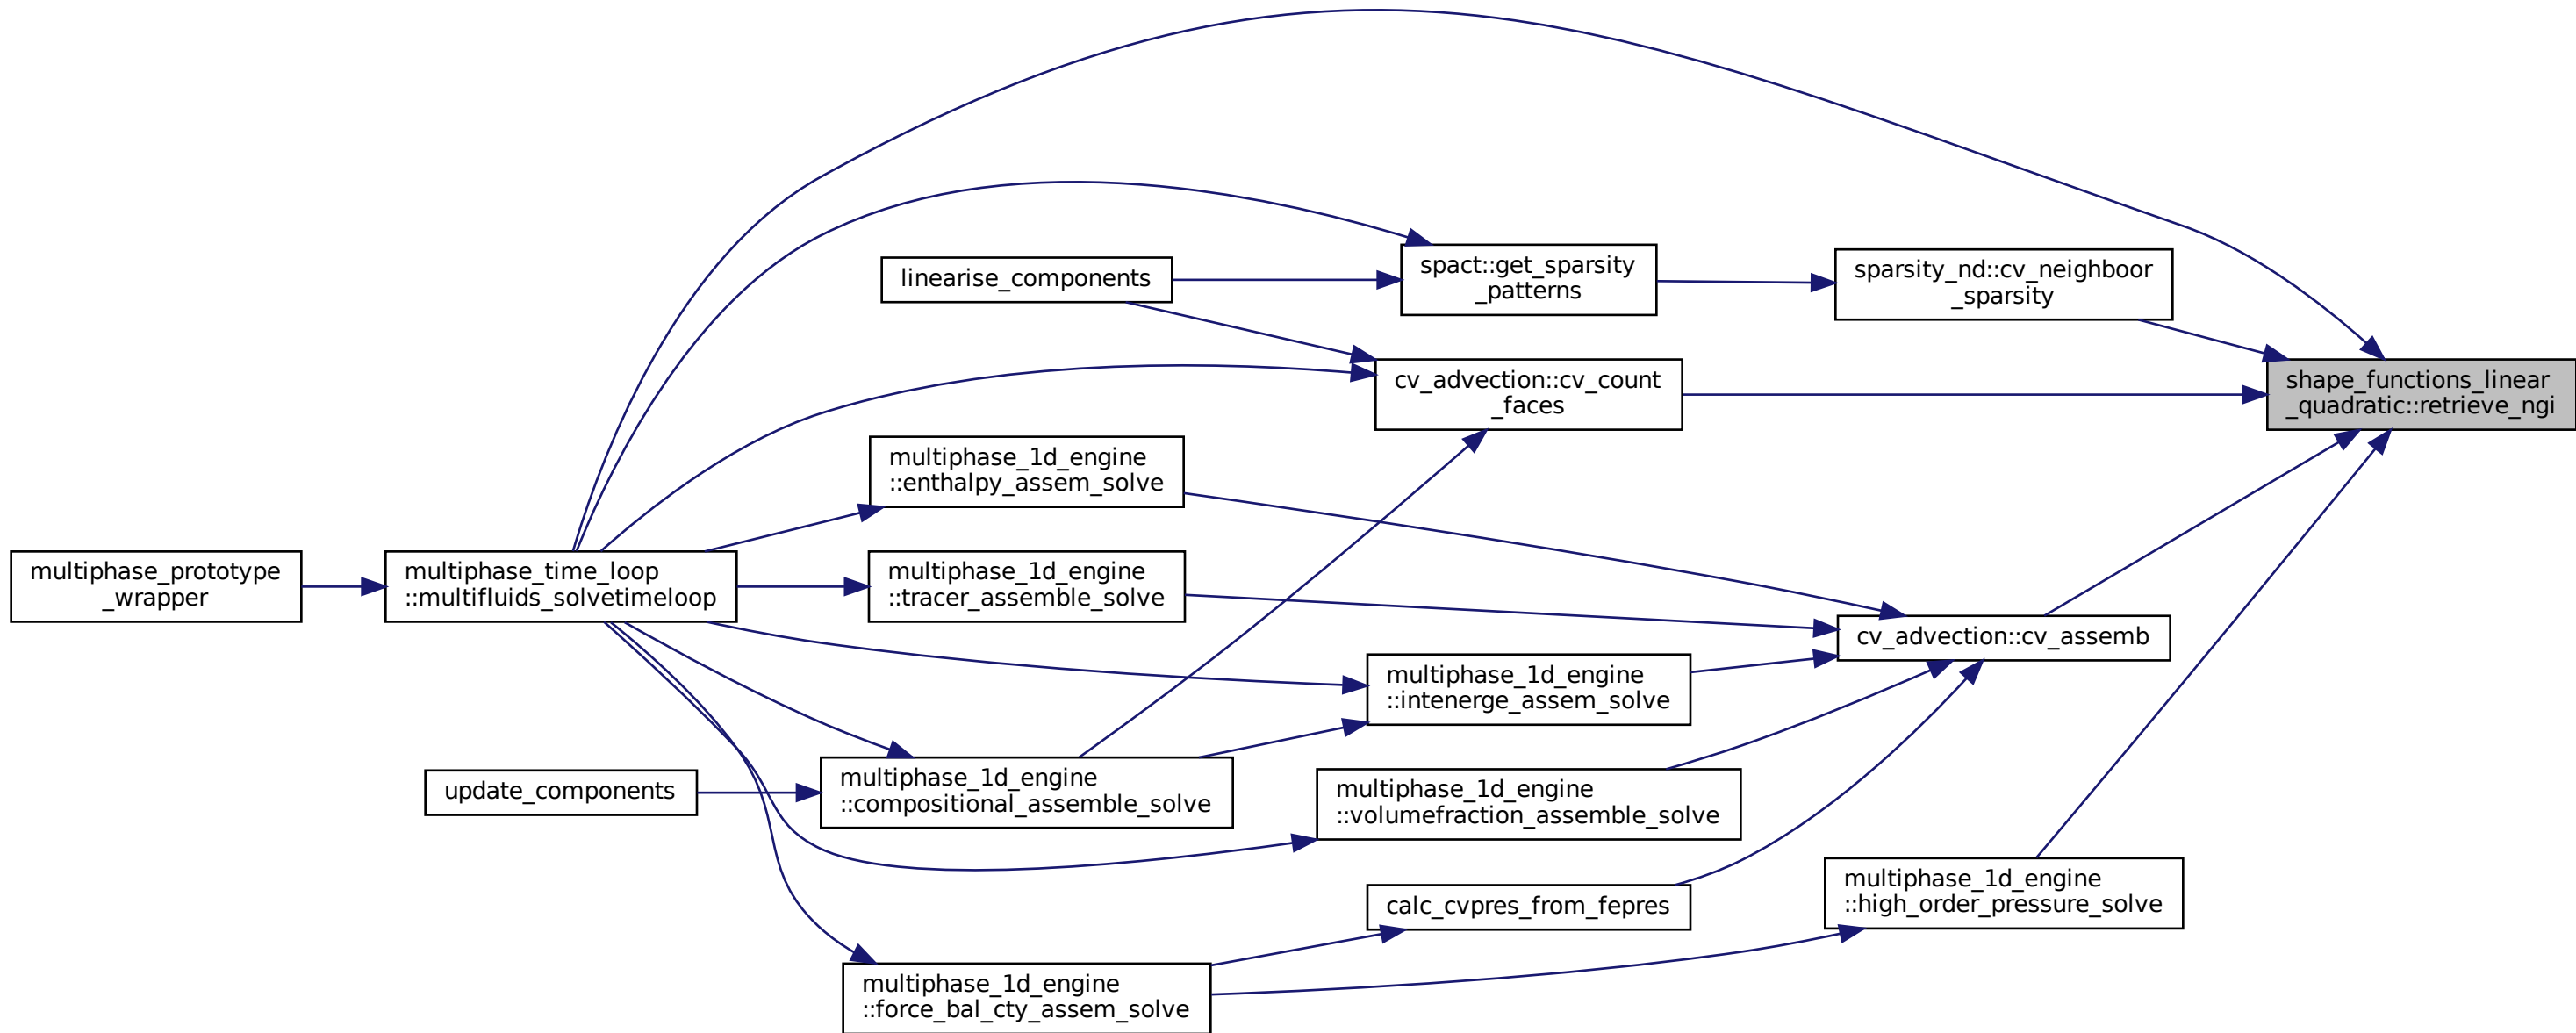 spact::get_sparsity
_patterns
sparsity_nd::cv_neighboor
_sparsity
linearise_components
cv_advection::cv_count
_faces
shape_functions_linear
_quadratic::retrieve_ngi
multiphase_1d_engine
::enthalpy_assem_solve
multiphase_prototype
_wrapper
multiphase_time_loop
::multifluids_solvetimeloop
multiphase_1d_engine
::tracer_assemble_solve
cv_advection::cv_assemb
multiphase_1d_engine
::intenerge_assem_solve
update_components
multiphase_1d_engine
::compositional_assemble_solve
multiphase_1d_engine
::volumefraction_assemble_solve
calc_cvpres_from_fepres
multiphase_1d_engine
::high_order_pressure_solve
multiphase_1d_engine
::force_bal_cty_assem_solve